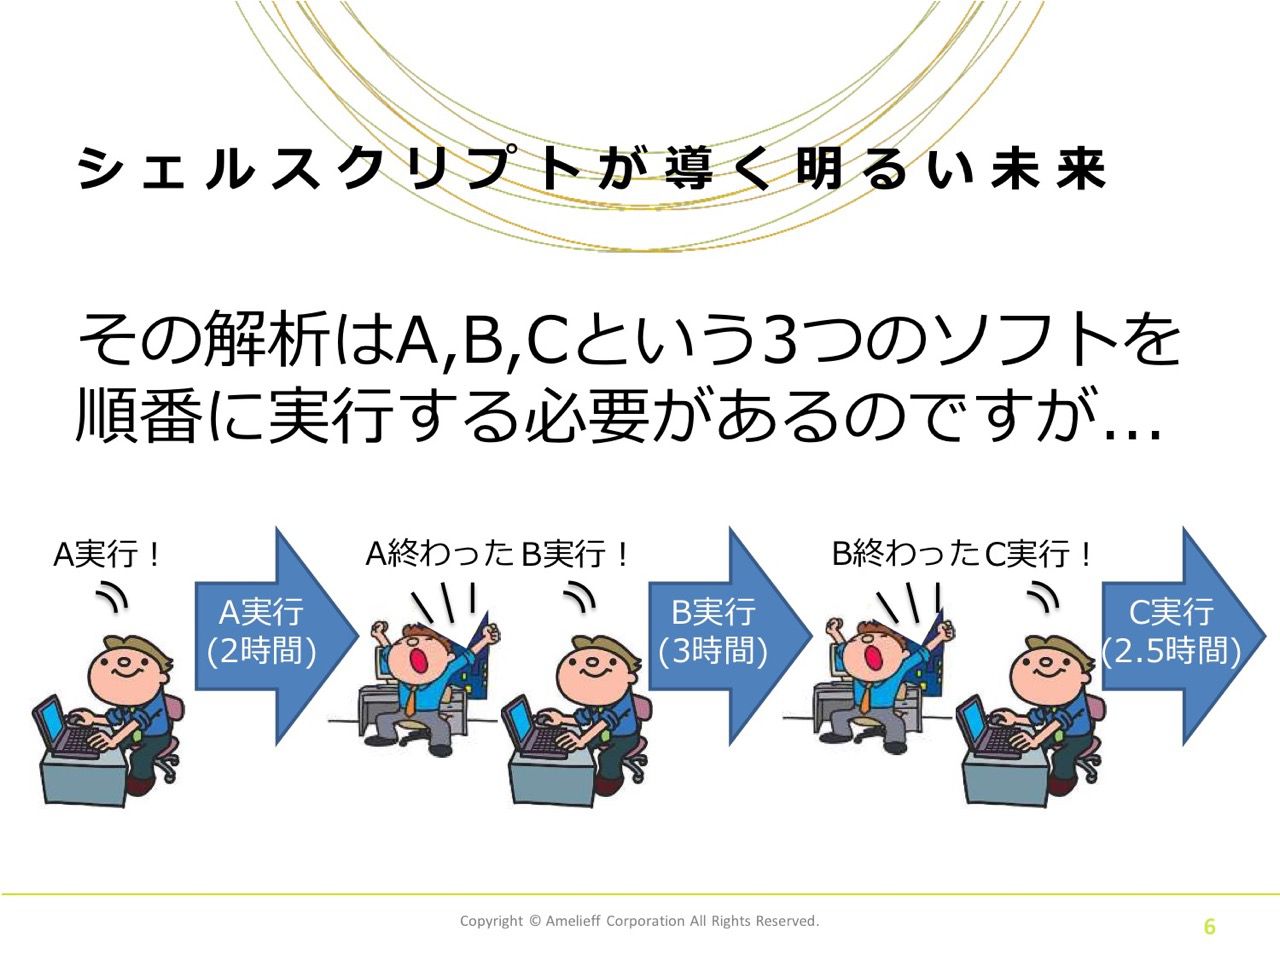 シェルスクリプトが導く明るい未来
その解析はA,B,Cという3つのソフトを
順番に実行する必要があるのですが...
A実行！
A実行
(2時間)
A終わった
B実行！
B実行
(3時間)
B終わった
C実行！
C実行
(2.5時間)
Copyright © Amelieff Corporation All Rights Reserved.
6